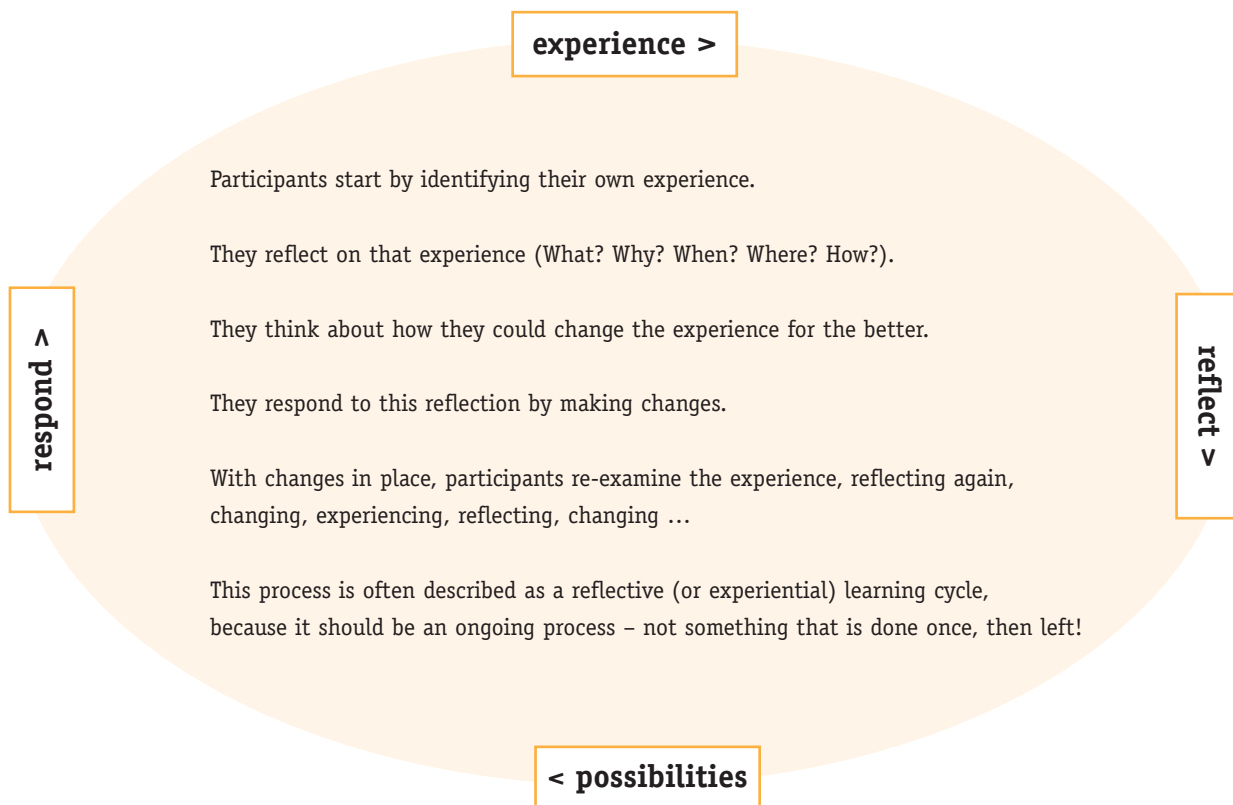 experience >
Participants start by identifying their own experience.
They reflect on that experience (What? Why? When? Where? How?).
They think about how they could change the experience for the better.
They respond to this reflection by making changes.
With changes in place, participants re-examine the experience, reflecting again,
changing, experiencing, reflecting, changing …
This process is often described as a reflective (or experiential) learning cycle,
because it should be an ongoing process – not something that is done once, then left!
respond >
reflect >
< possibilities